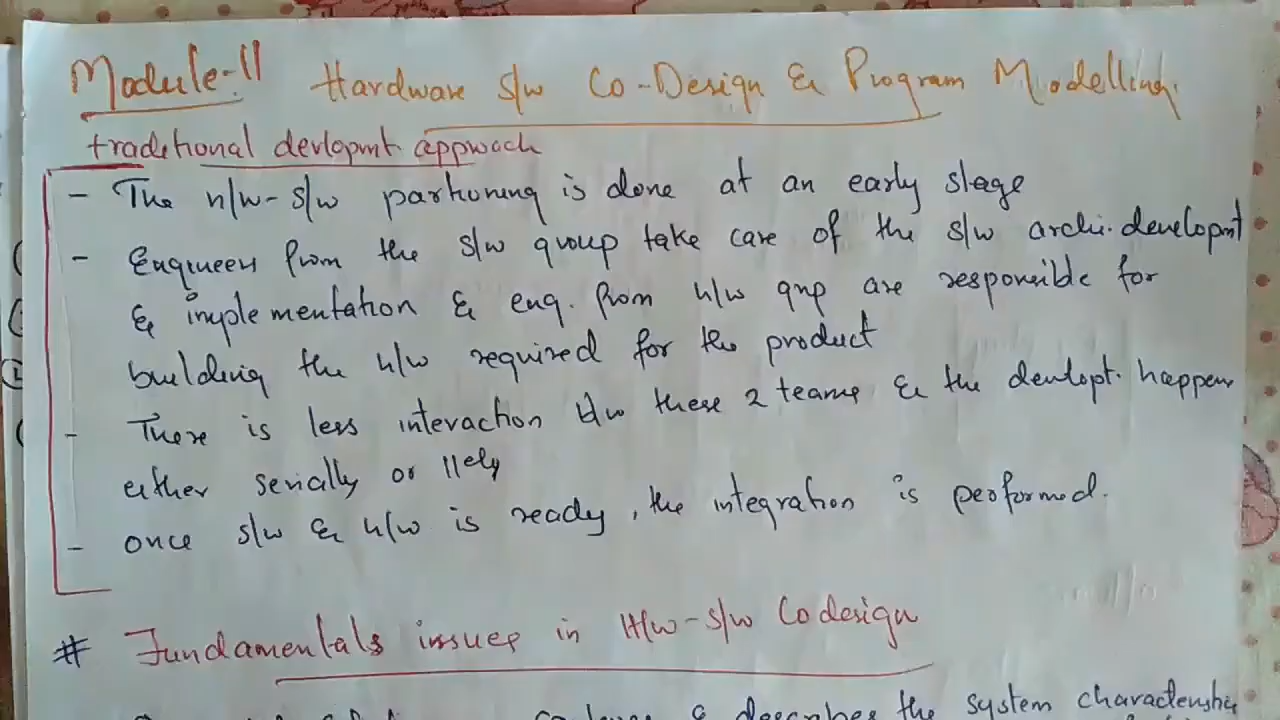 Module-II Hardware s/w Co-Design & Program Modelling.
traditional devlopmt approach
- The h/w-s/w partioning is done at an early stage
- Engineers from the s/w group take care of the s/w archi. developmt
& implementation & eng. from h/w grp are responsible for
building the h/w required for the product
- There is less interaction b/w these 2 teams & the devlopt. happens
either serially or llely
- once s/w & h/w is ready, the integration is performed.
# Fundamentals issues in H/w-s/w Codesign
describes the system characteristics